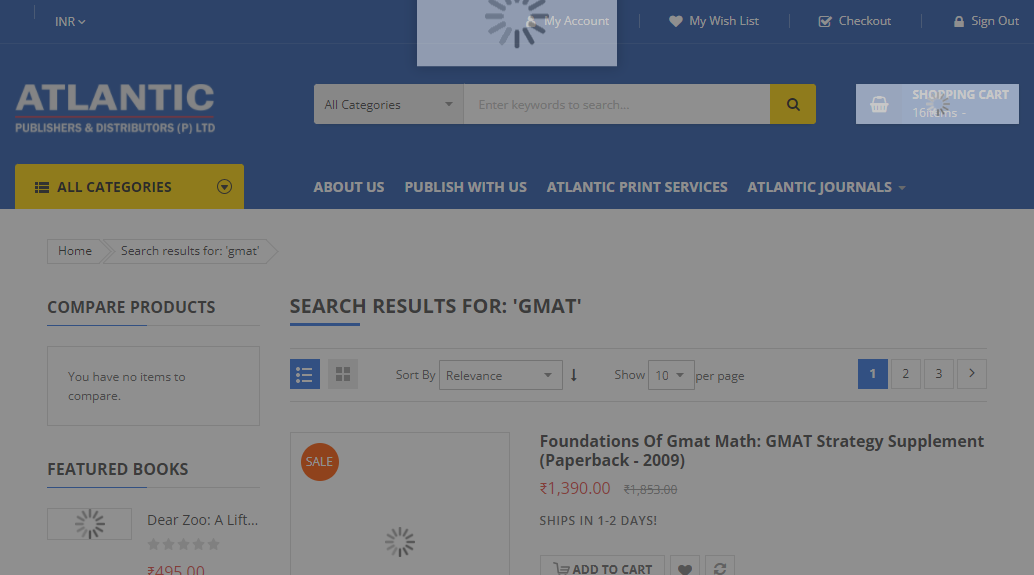 INR
My Account
My Wish List
Checkout
Sign Out
ATLANTIC
PUBLISHERS & DISTRIBUTORS (P) LTD
All Categories
Enter keywords to search...
SHOPPING CART
16items -
ALL CATEGORIES
ABOUT US
PUBLISH WITH US
ATLANTIC PRINT SERVICES
ATLANTIC JOURNALS
Home
Search results for: 'gmat'
COMPARE PRODUCTS
You have no items to
compare.
FEATURED BOOKS
Dear Zoo: A Lift...
₹495.00
SEARCH RESULTS FOR: 'GMAT'
Sort By
Relevance
Show
10
per page
1
2
3
SALE
Foundations Of Gmat Math: GMAT Strategy Supplement
(Paperback - 2009)
₹1,390.00 ₹1,853.00
SHIPS IN 1-2 DAYS!
ADD TO CART